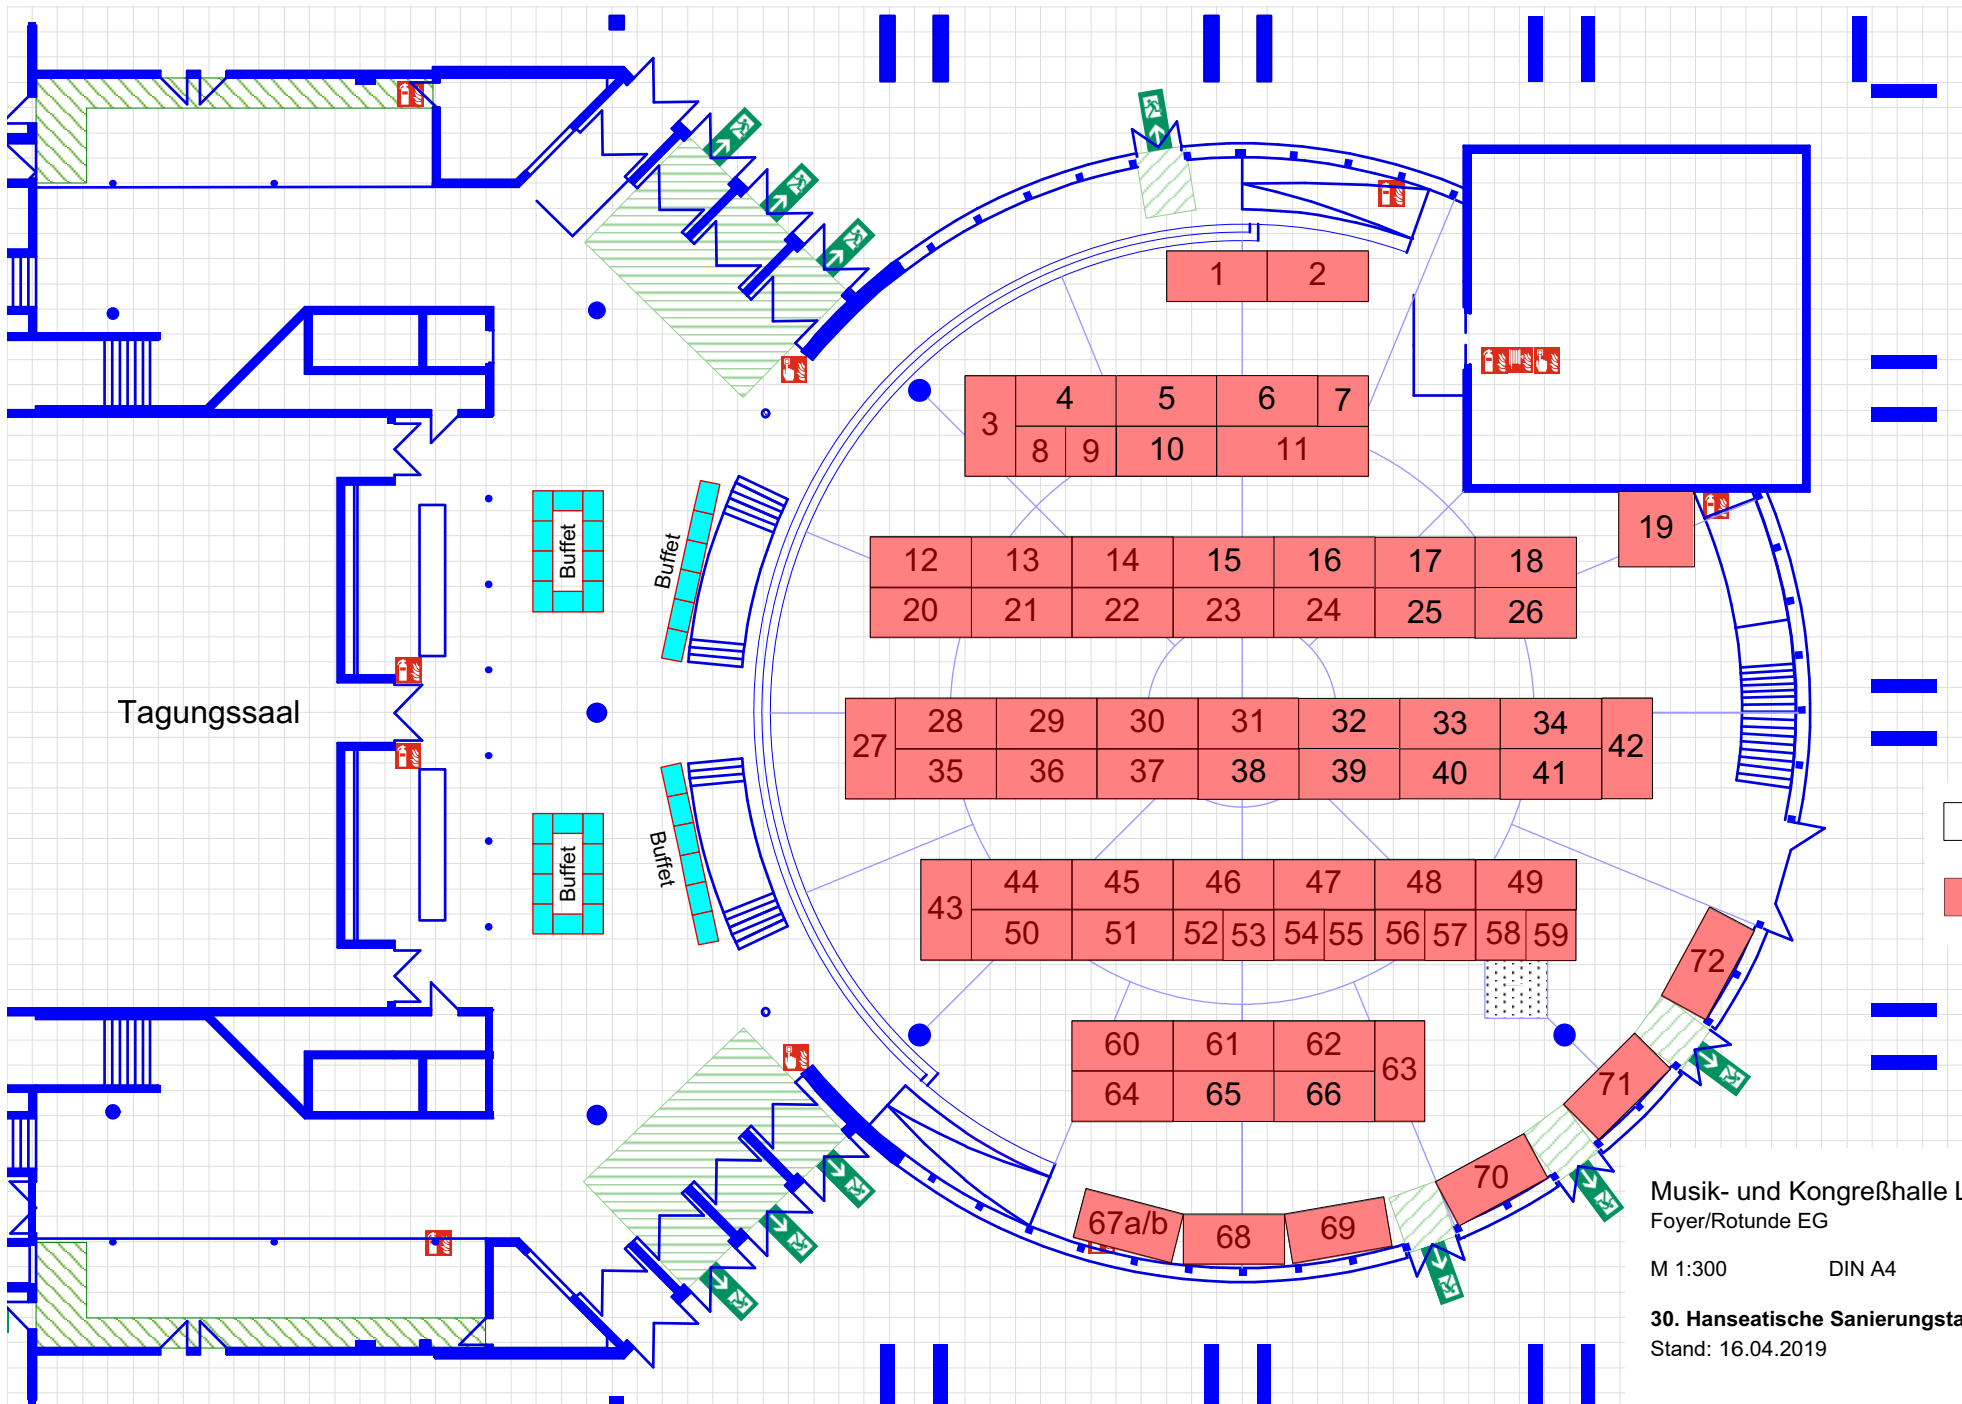 1 2
3 4 5 6 7
8 9 10 11
12 13 14 15 16 17 18 19
20 21 22 23 24 25 26
Buffet
Buffet
Tagungssaal
27 28 29 30 31 32 33 34 42
35 36 37 38 39 40 41
Buffet
Buffet
43 44 45 46 47 48 49
50 51 52 53 54 55 56 57 58 59
72
60 61 62 63
64 65 66
71
70
67a/b 68 69
Musik- und Kongreßhalle L
Foyer/Rotunde EG
M 1:300 DIN A4
30. Hanseatische Sanierungsta
Stand: 16.04.2019